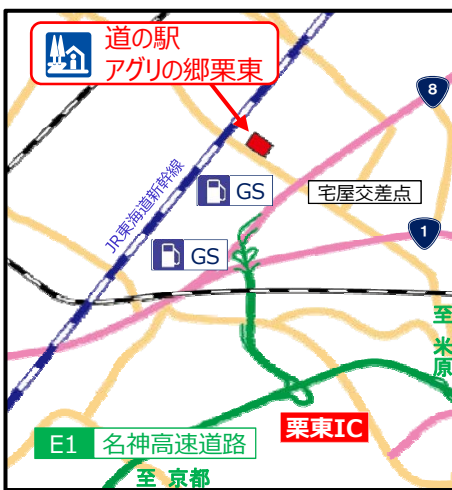 道の駅
アグリの郷栗東
8
JR東海道新幹線
GS
宅屋交差点
1
GS
至 米原
栗東IC
E1 名神高速道路
至 京都